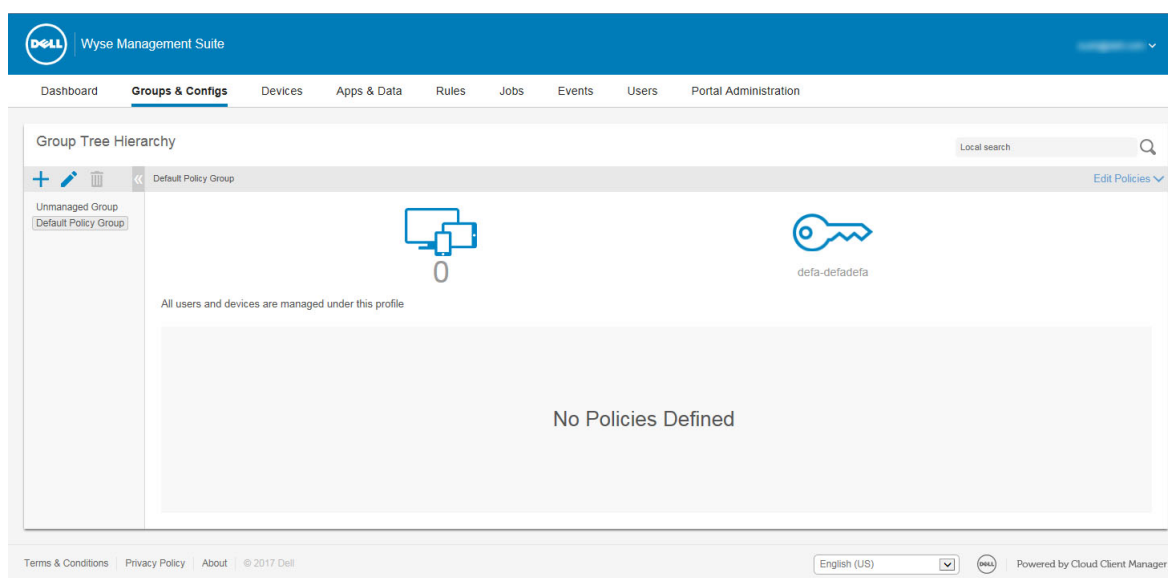 DELL Wyse Management Suite
Dashboard Groups & Configs Devices Apps & Data Rules Jobs Events Users Portal Administration
Group Tree Hierarchy
Local search
Default Policy Group Edit Policies
Unmanaged Group
Default Policy Group
0
defa-defadefa
All users and devices are managed under this profile
No Policies Defined
Terms & Conditions Privacy Policy About © 2017 Dell English (US) DELL Powered by Cloud Client Manager